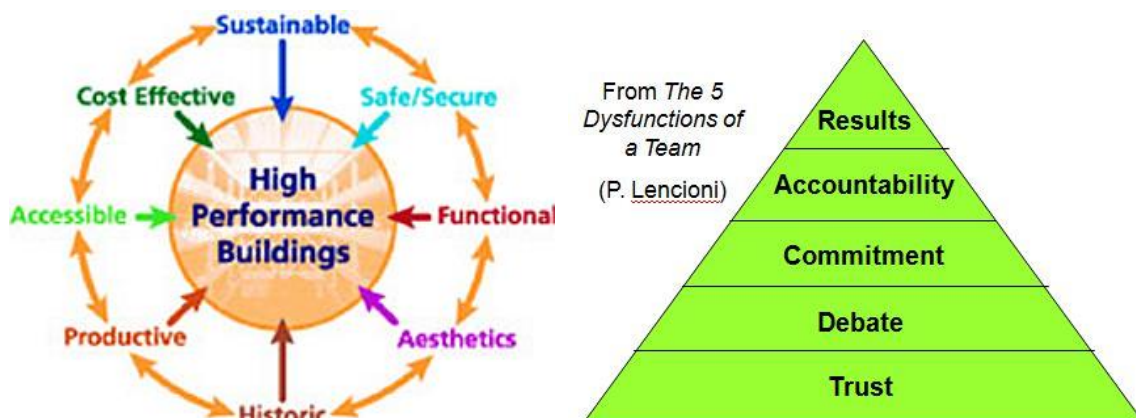 Sustainable
Cost Effective
Safe/Secure
High
Performance
Buildings
Accessible
Functional
Productive
Aesthetics
Historic
From The 5
Dysfunctions of
a Team
(P. Lencioni)
Results
Accountability
Commitment
Debate
Trust